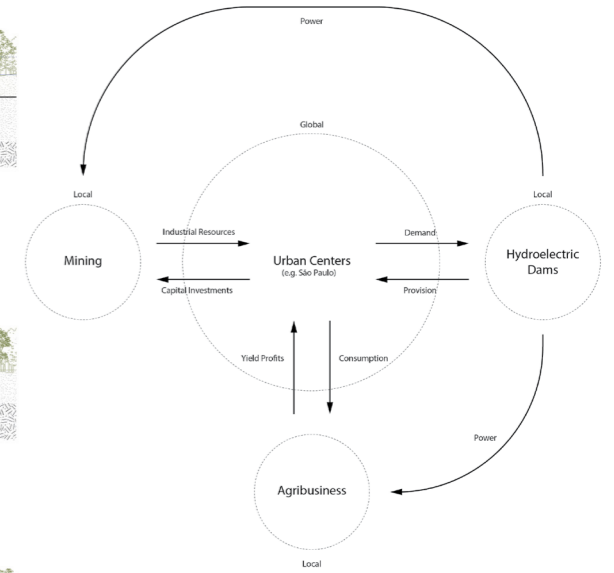 Power
Global
Local
Local
Industrial Resources
Demand
Mining
Urban Centers
(e.g. São Paulo)
Hydroelectric
Dams
Capital Investments
Provision
Yield Profits
Consumption
Power
Agribusiness
Local